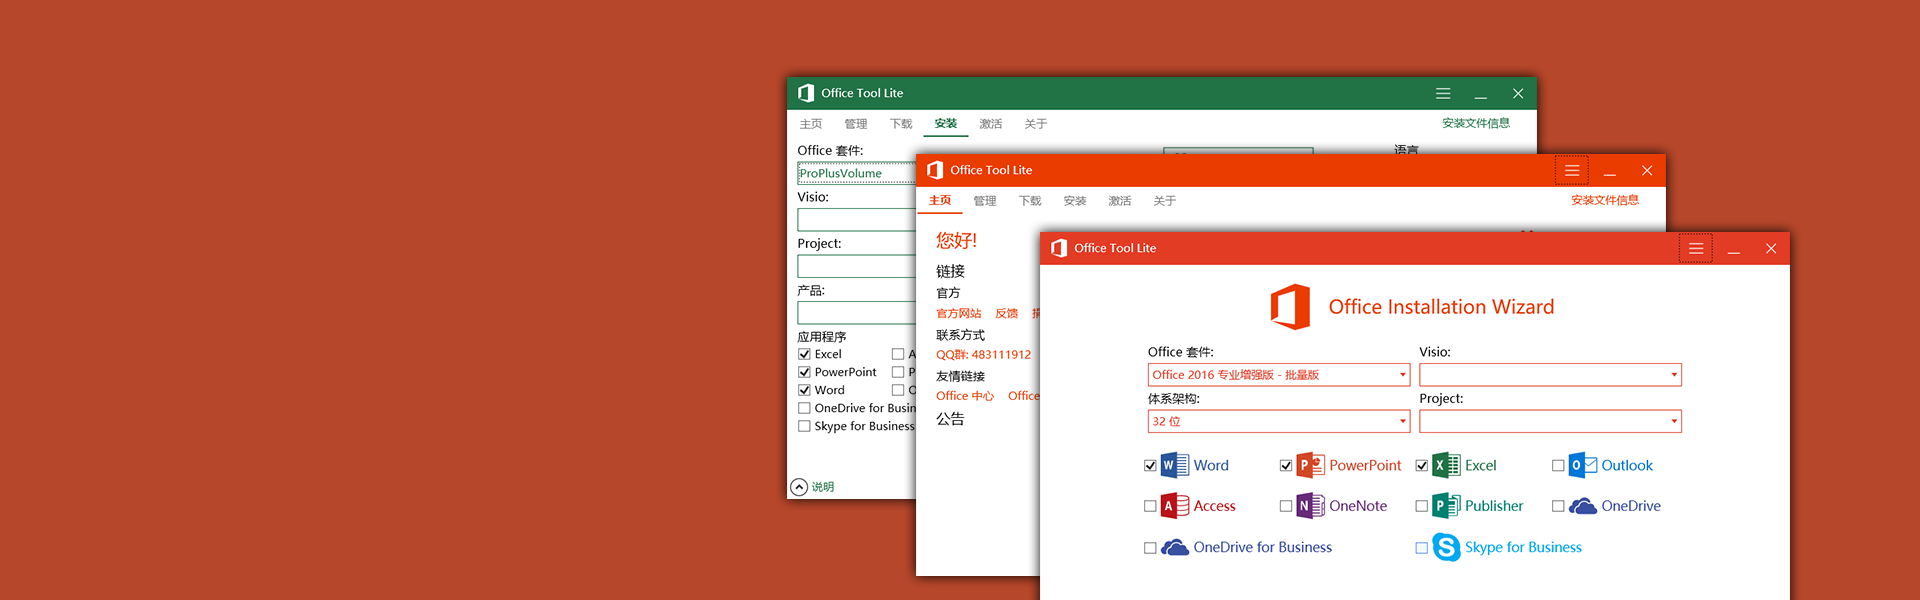 Office Tool Lite
主页 管理 下载 安装 激活 关于 安装文件信息
Office 套件:
语言
ProPlusVolume
Visio:
Project:
产品:
应用程序
Excel
PowerPoint
Word
OneDrive for Busin
Skype for Business
说明
Office Tool Lite
主页 管理 下载 安装 激活 关于 安装文件信息
您好!
链接
官方
官方网站 反馈
联系方式
QQ群: 483111912
友情链接
Office 中心 Office
公告
Office Tool Lite
Office Installation Wizard
Office 套件: Visio:
Office 2016 专业增强版 - 批量版
体系架构: Project:
32 位
Word PowerPoint Excel Outlook
Access OneNote Publisher OneDrive
OneDrive for Business Skype for Business